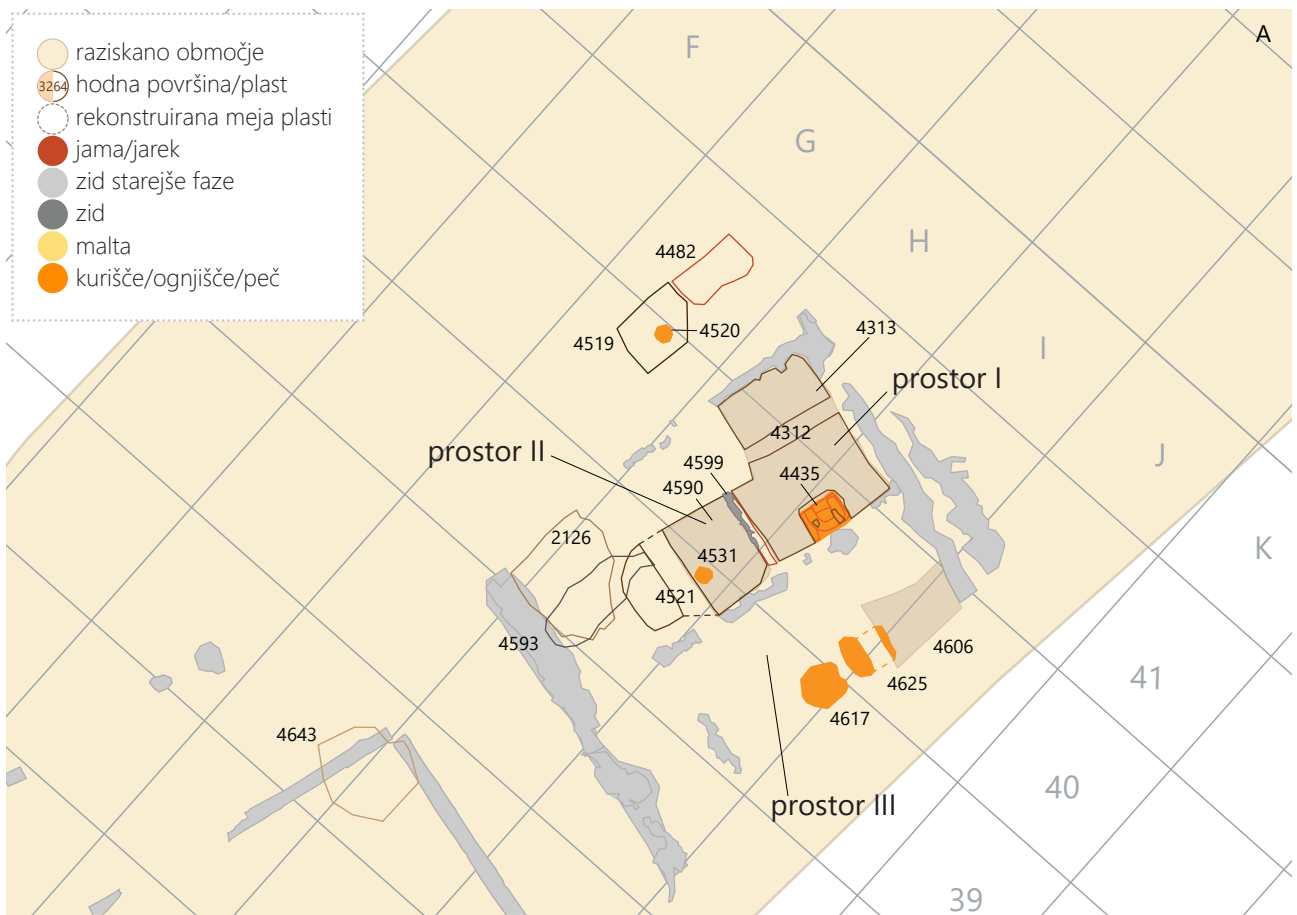 A
raziskano območje
3264 hodna površina/plast
rekonstruirana meja plasti
jama/jarek
zid starejše faze
zid
malta
kurišče/ognjišče/peč
F
G
H
I
J
K
4482
4519
4520
4313
prostor I
4312
prostor II
4599
4435
4590
2126
4531
4521
4593
4606
4625
4617
4643
prostor III
41
40
39